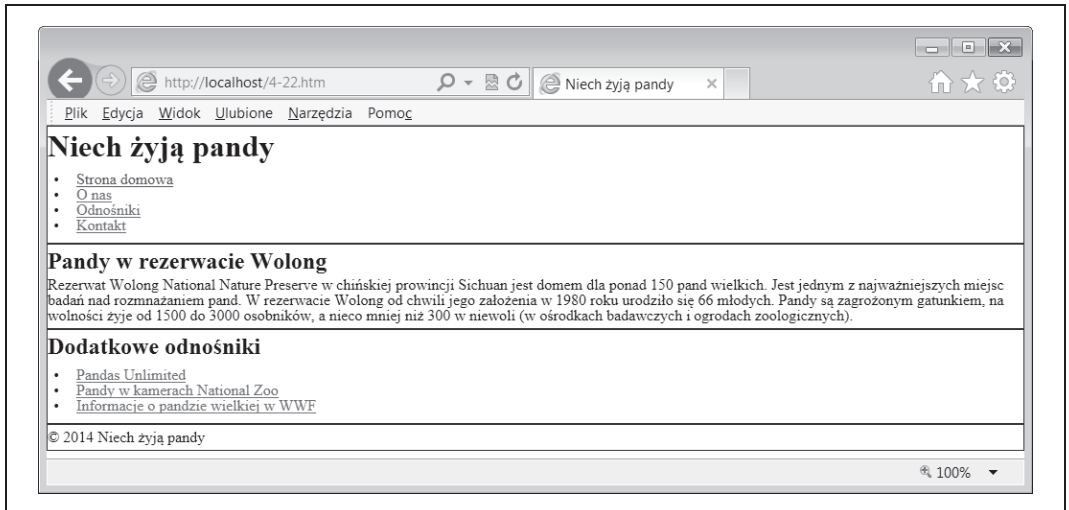 http://localhost/4-22.htm
Niech żyją pandy
Plik Edycja Widok Ulubione Narzędzia Pomoc
Niech żyją pandy
• Strona domowa
• O nas
• Odnośniki
• Kontakt
Pandy w rezerwacie Wolong
Rezerwat Wolong National Nature Preserve w chińskiej prowincji Sichuan jest domem dla ponad 150 pand wielkich. Jest jednym z najważniejszych miejsc
badań nad rozmnażaniem pand. W rezerwacie Wolong od chwili jego założenia w 1980 roku urodziło się 66 młodych. Pandy są zagrożonym gatunkiem, na
wolności żyje od 1500 do 3000 osobników, a nieco mniej niż 300 w niewoli (w ośrodkach badawczych i ogrodach zoologicznych).
Dodatkowe odnośniki
• Pandas Unlimited
• Pandy w kamerach National Zoo
• Informacje o pandzie wielkiej w WWF
© 2014 Niech żyją pandy
100%